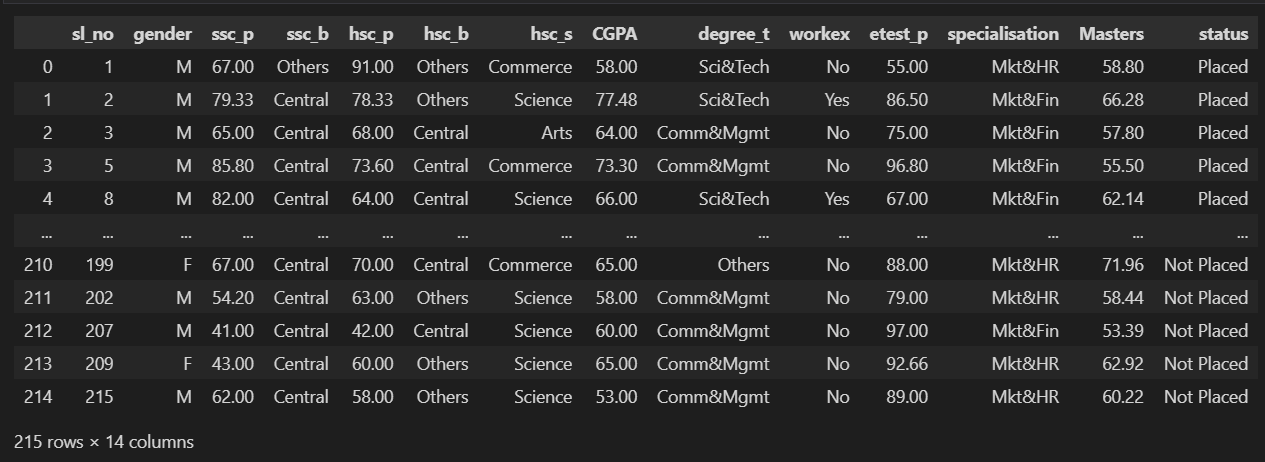 sl_no gender ssc_p ssc_b hsc_p hsc_b hsc_s CGPA degree_t workex etest_p specialisation Masters status
0 1 M 67.00 Others 91.00 Others Commerce 58.00 Sci&Tech No 55.00 Mkt&HR 58.80 Placed
1 2 M 79.33 Central 78.33 Others Science 77.48 Sci&Tech Yes 86.50 Mkt&Fin 66.28 Placed
2 3 M 65.00 Central 68.00 Central Arts 64.00 Comm&Mgmt No 75.00 Mkt&Fin 57.80 Placed
3 5 M 85.80 Central 73.60 Central Commerce 73.30 Comm&Mgmt No 96.80 Mkt&Fin 55.50 Placed
4 8 M 82.00 Central 64.00 Central Science 66.00 Sci&Tech Yes 67.00 Mkt&Fin 62.14 Placed
... ... ... ... ... ... ... ... ... ... ... ... ... ... ...
210 199 F 67.00 Central 70.00 Central Commerce 65.00 Others No 88.00 Mkt&HR 71.96 Not Placed
211 202 M 54.20 Central 63.00 Others Science 58.00 Comm&Mgmt No 79.00 Mkt&HR 58.44 Not Placed
212 207 M 41.00 Central 42.00 Central Science 60.00 Comm&Mgmt No 97.00 Mkt&Fin 53.39 Not Placed
213 209 F 43.00 Central 60.00 Others Science 65.00 Comm&Mgmt No 92.66 Mkt&HR 62.92 Not Placed
214 215 M 62.00 Central 58.00 Others Science 53.00 Comm&Mgmt No 89.00 Mkt&HR 60.22 Not Placed
215 rows × 14 columns